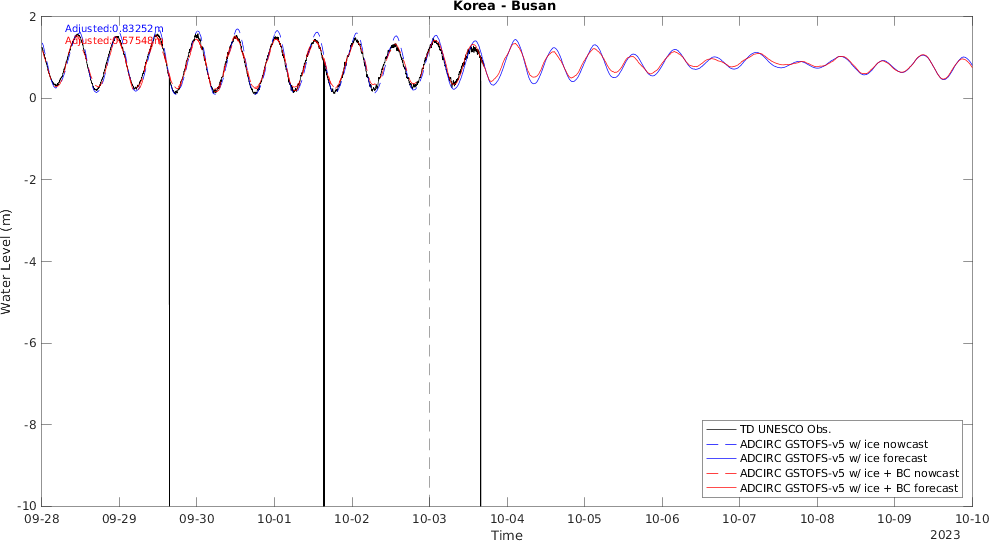 Korea - Busan
Adjusted:0.83252m
Adjusted:0.57548m
Water Level (m)
2
0
-2
-4
-6
-8
-10
TD UNESCO Obs.
ADCIRC GSTOFS-v5 w/ ice nowcast
ADCIRC GSTOFS-v5 w/ ice forecast
ADCIRC GSTOFS-v5 w/ ice + BC nowcast
ADCIRC GSTOFS-v5 w/ ice + BC forecast
09-28 09-29 09-30 10-01 10-02 10-03 10-04 10-05 10-06 10-07 10-08 10-09 10-10
Time
2023